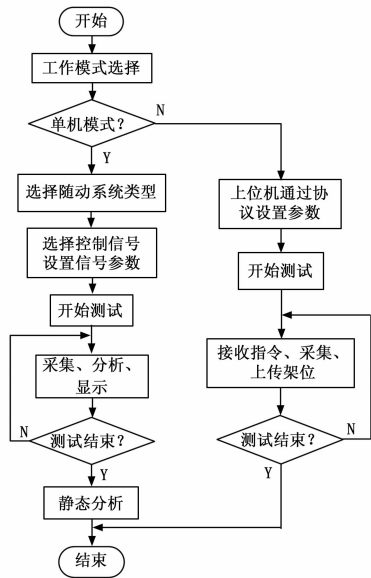 开始
工作模式选择
单机模式?
N
Y
选择随动系统类型
选择控制信号
设置信号参数
开始测试
采集、分析、
显示
测试结束?
N
Y
静态分析
上位机通过协
议设置参数
开始测试
接收指令、采集、
上传架位
测试结束?
N
Y
结束